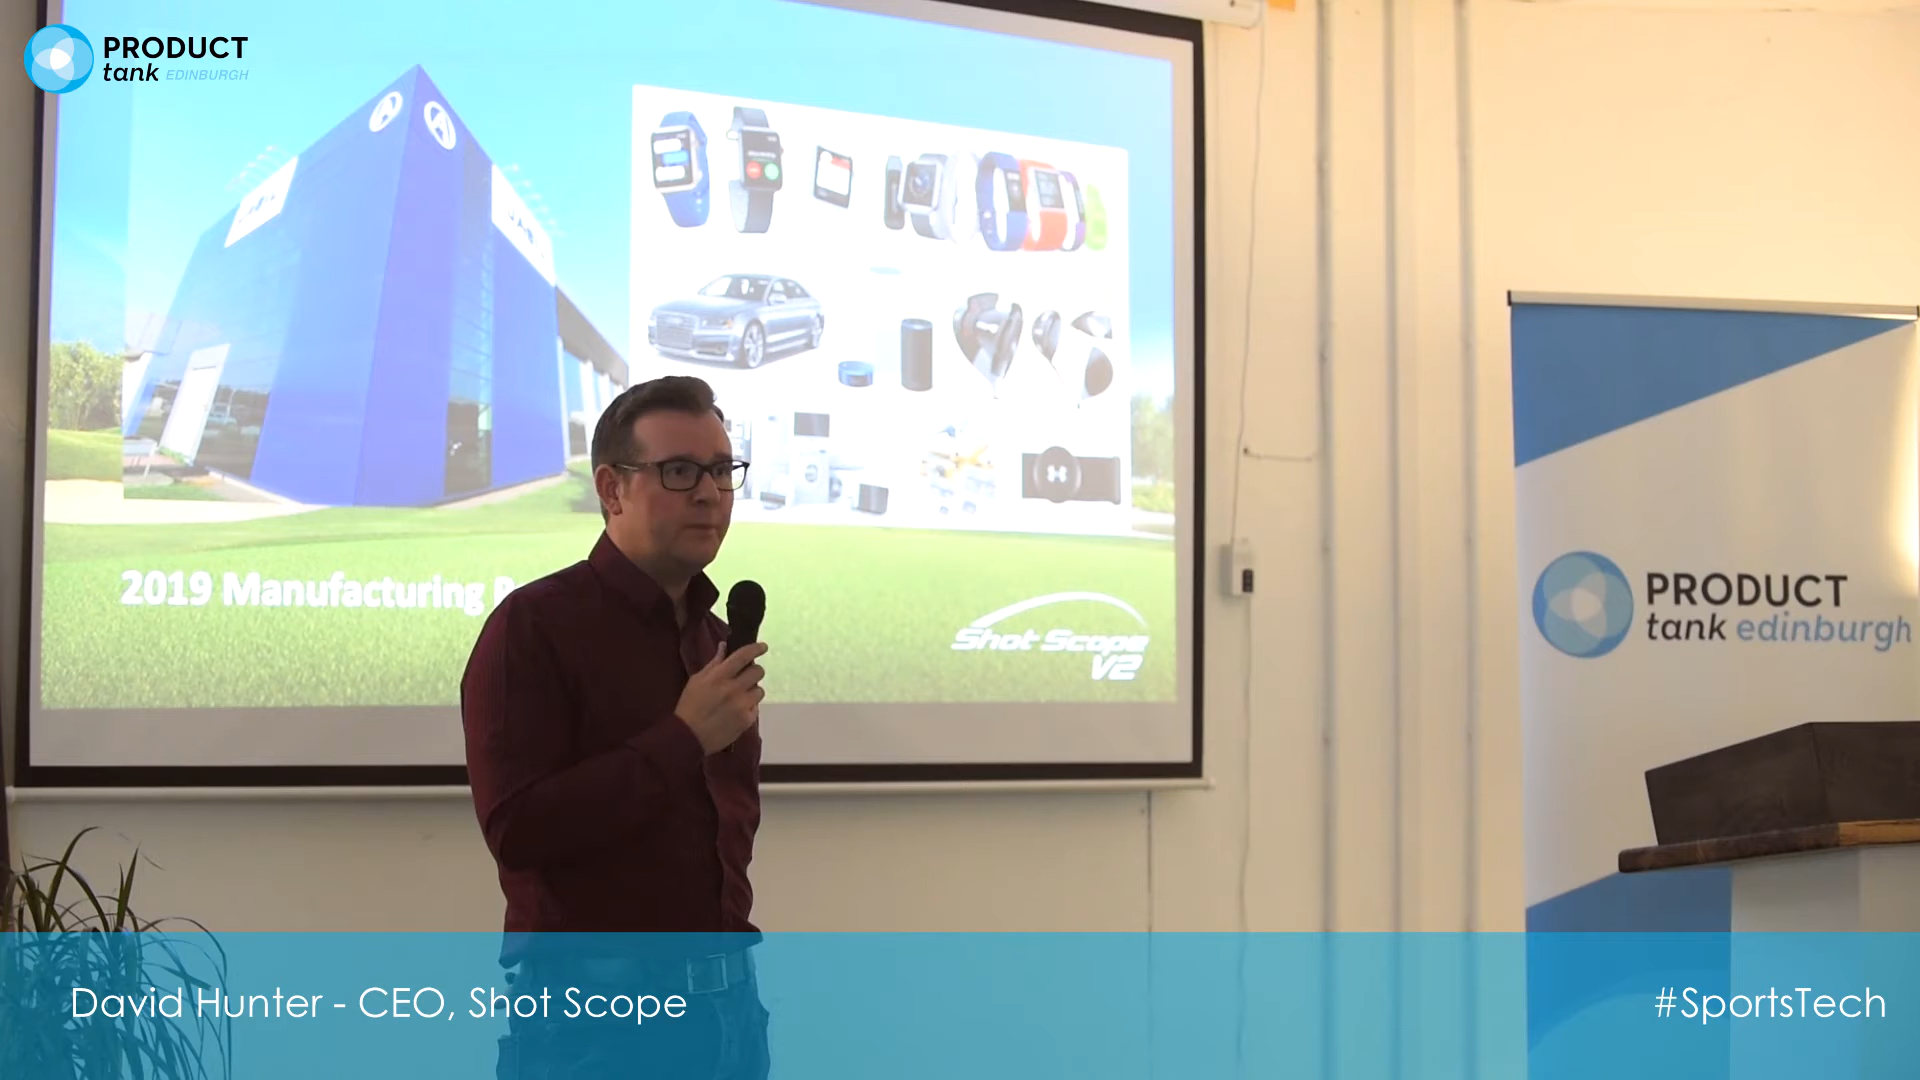 PRODUCT
tank EDINBURGH
2019 Manufacturing
Shot Scope
V2
PRODUCT
tank edinburgh
David Hunter - CEO, Shot Scope
#SportsTech